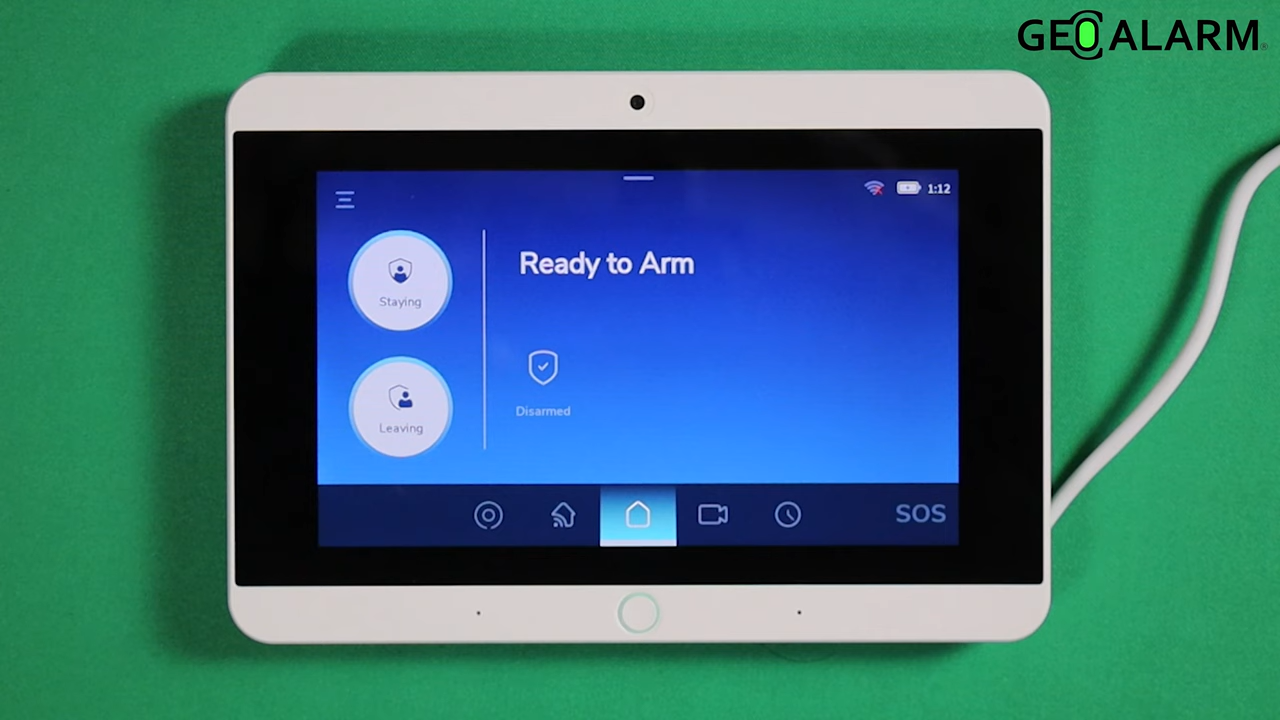 GEOALARM
1:12
Ready to Arm
Staying
Disarmed
Leaving
SOS